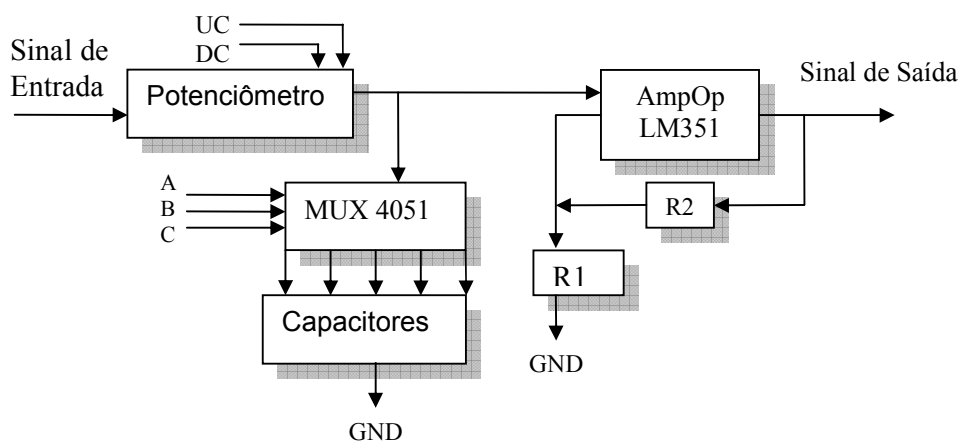 UC
DC
Sinal de
Entrada
Potenciômetro
AmpOp
LM351
Sinal de Saída
A
B
C
MUX 4051
R2
R1
Capacitores
GND
GND